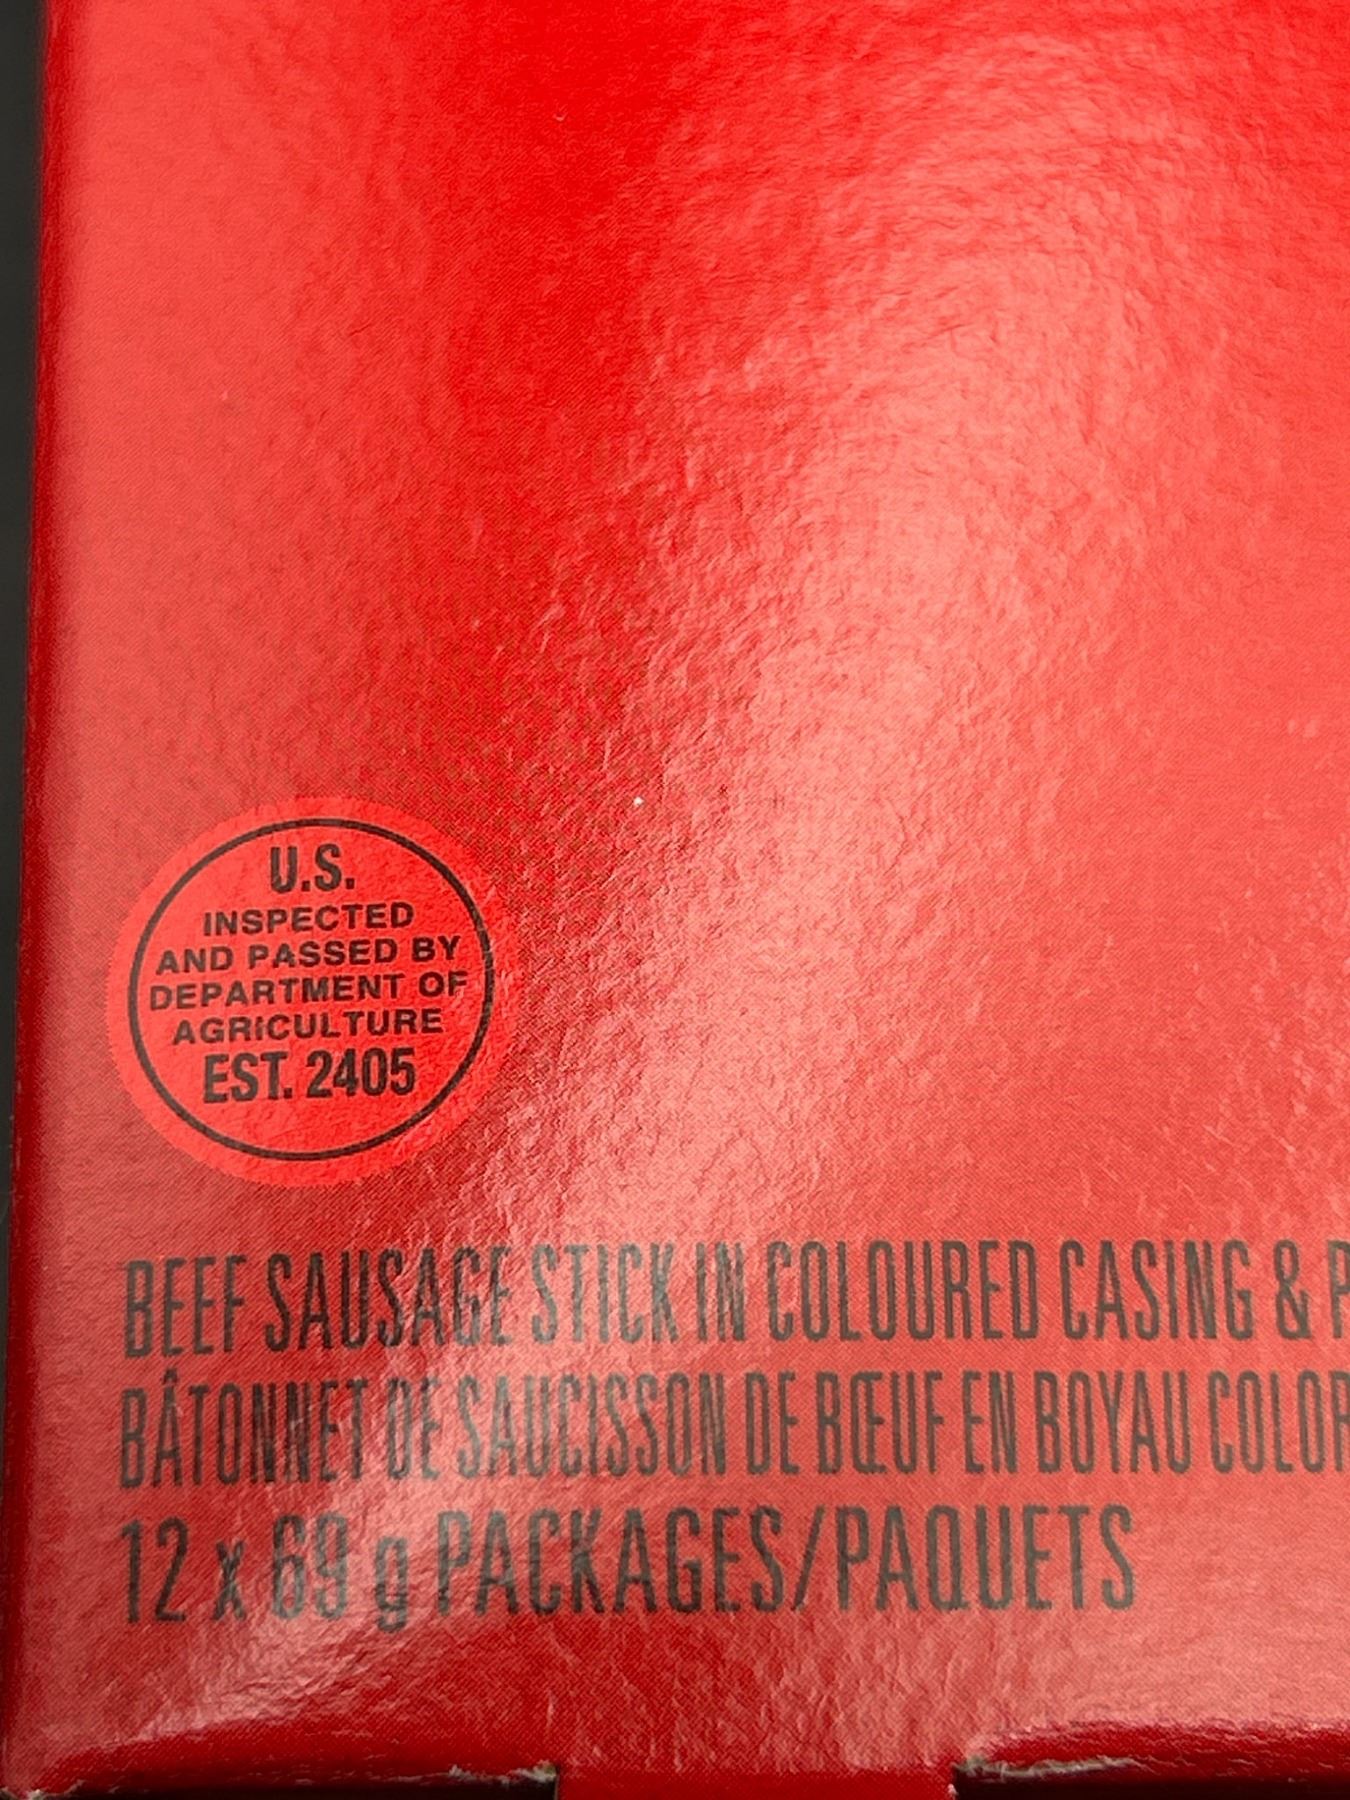 U.S.
INSPECTED
AND PASSED BY
DEPARTMENT OF
AGRICULTURE
EST. 2405
BEEF SAUSAGE STICK IN COLOURED CASING & P
BÂTONNET DE SAUCISSON DE BŒUF EN BOYAU COLOR
12 x 69 g PACKAGES/PAQUETS